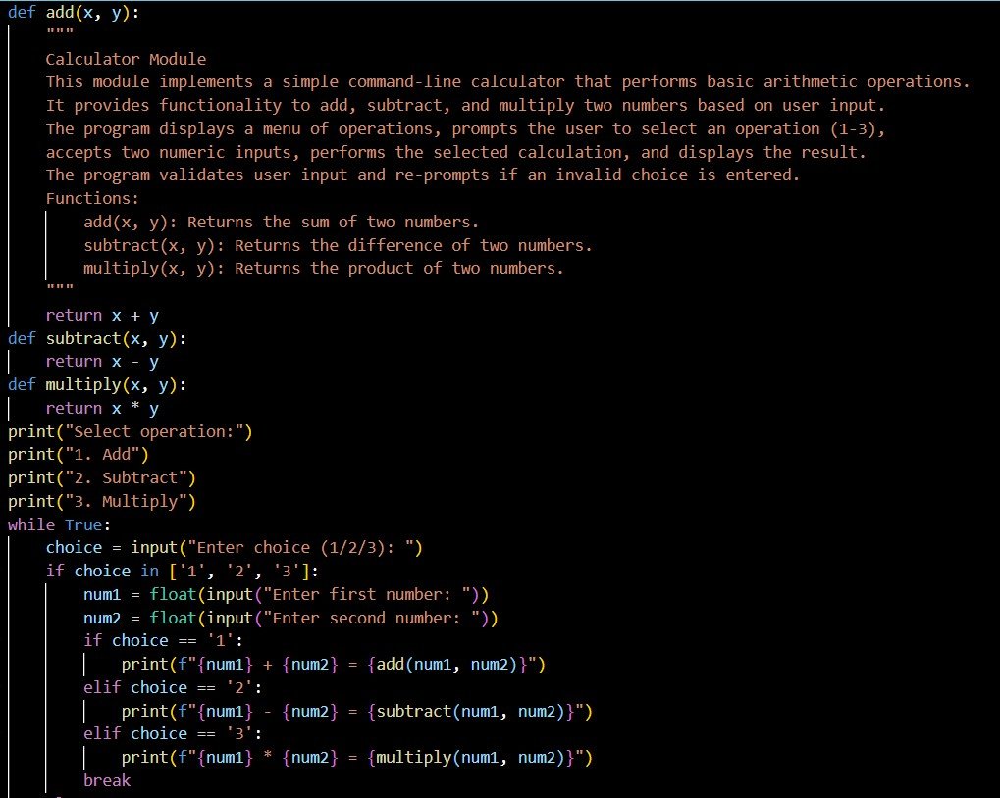 def add(x, y):
    """
    Calculator Module
    This module implements a simple command-line calculator that performs basic arithmetic operations.
    It provides functionality to add, subtract, and multiply two numbers based on user input.
    The program displays a menu of operations, prompts the user to select an operation (1-3),
    accepts two numeric inputs, performs the selected calculation, and displays the result.
    The program validates user input and re-prompts if an invalid choice is entered.
    Functions:
        add(x, y): Returns the sum of two numbers.
        subtract(x, y): Returns the difference of two numbers.
        multiply(x, y): Returns the product of two numbers.
    """
    return x + y
def subtract(x, y):
    return x - y
def multiply(x, y):
    return x * y
print("Select operation:")
print("1. Add")
print("2. Subtract")
print("3. Multiply")
while True:
    choice = input("Enter choice (1/2/3): ")
    if choice in ['1', '2', '3']:
        num1 = float(input("Enter first number: "))
        num2 = float(input("Enter second number: "))
        if choice == '1':
            print(f"{num1} + {num2} = {add(num1, num2)}")
        elif choice == '2':
            print(f"{num1} - {num2} = {subtract(num1, num2)}")
        elif choice == '3':
            print(f"{num1} * {num2} = {multiply(num1, num2)}")
        break